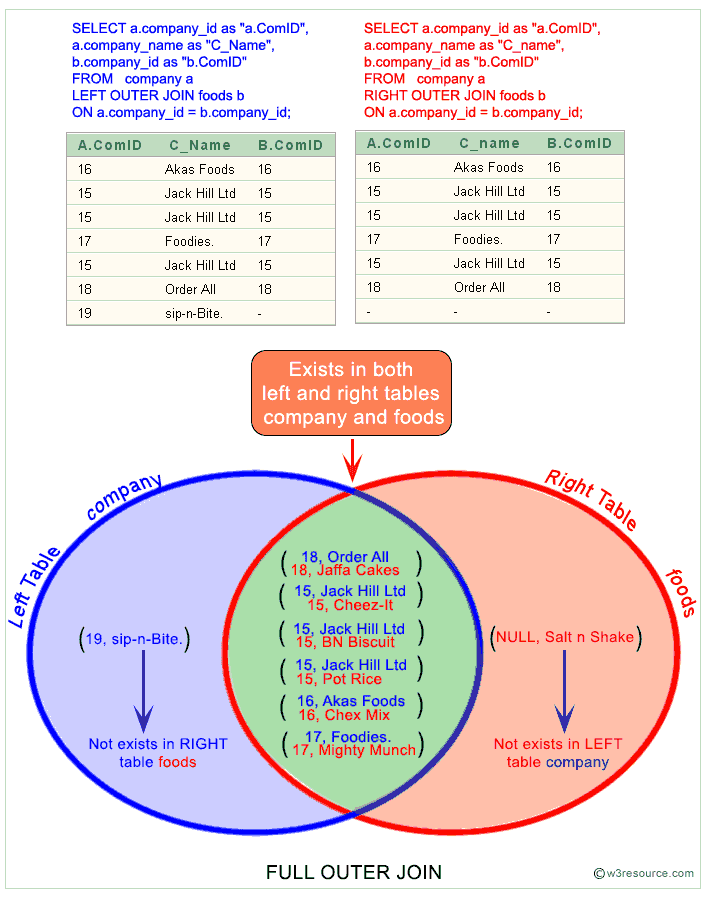 SELECT a.company_id as "a.ComID",
a.company_name as "C_Name",
b.company_id as "b.ComID"
FROM   company a
LEFT OUTER JOIN foods b
ON a.company_id = b.company_id;
SELECT a.company_id as "a.ComID",
a.company_name as "C_name",
b.company_id as "b.ComID"
FROM   company a
RIGHT OUTER JOIN foods b
ON a.company_id = b.company_id;
A.ComID C_Name B.ComID
16 Akas Foods 16
15 Jack Hill Ltd 15
15 Jack Hill Ltd 15
17 Foodies. 17
15 Jack Hill Ltd 15
18 Order All 18
19 sip-n-Bite. -
A.ComID C_name B.ComID
16 Akas Foods 16
15 Jack Hill Ltd 15
15 Jack Hill Ltd 15
17 Foodies. 17
15 Jack Hill Ltd 15
18 Order All 18
- - -
Exists in both
left and right tables
company and foods
Left Table company
Right Table foods
(18, Order All
18, Jaffa Cakes)
(15, Jack Hill Ltd
15, Cheez-It)
(15, Jack Hill Ltd
15, BN Biscuit)
(15, Jack Hill Ltd
15, Pot Rice)
(16, Akas Foods
16, Chex Mix)
(17, Foodies.
17, Mighty Munch)
(19, sip-n-Bite.)
Not exists in RIGHT
table foods
(NULL, Salt n Shake)
Not exists in LEFT
table company
FULL OUTER JOIN
©w3resource.com